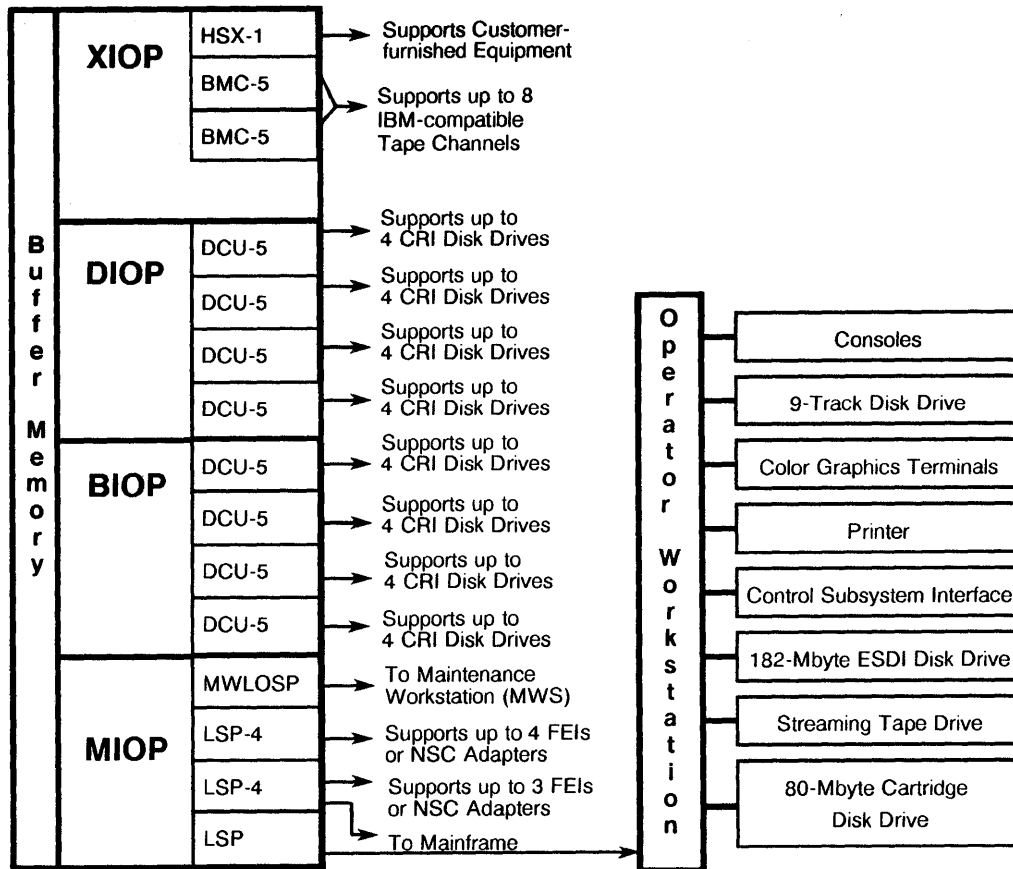 Buffer Memory
XIOP
HSX-1
Supports Customer-
furnished Equipment
BMC-5
BMC-5
Supports up to 8
IBM-compatible
Tape Channels
DIOP
DCU-5
Supports up to
4 CRI Disk Drives
DCU-5
Supports up to
4 CRI Disk Drives
DCU-5
Supports up to
4 CRI Disk Drives
DCU-5
Supports up to
4 CRI Disk Drives
BIOP
DCU-5
Supports up to
4 CRI Disk Drives
DCU-5
Supports up to
4 CRI Disk Drives
DCU-5
Supports up to
4 CRI Disk Drives
DCU-5
Supports up to
4 CRI Disk Drives
MIOP
MWLOSP
To Maintenance
Workstation (MWS)
LSP-4
Supports up to 4 FEIs
or NSC Adapters
LSP-4
Supports up to 3 FEIs
or NSC Adapters
To Mainframe
LSP
Operator Workstation
Consoles
9-Track Disk Drive
Color Graphics Terminals
Printer
Control Subsystem Interface
182-Mbyte ESDI Disk Drive
Streaming Tape Drive
80-Mbyte Cartridge
Disk Drive